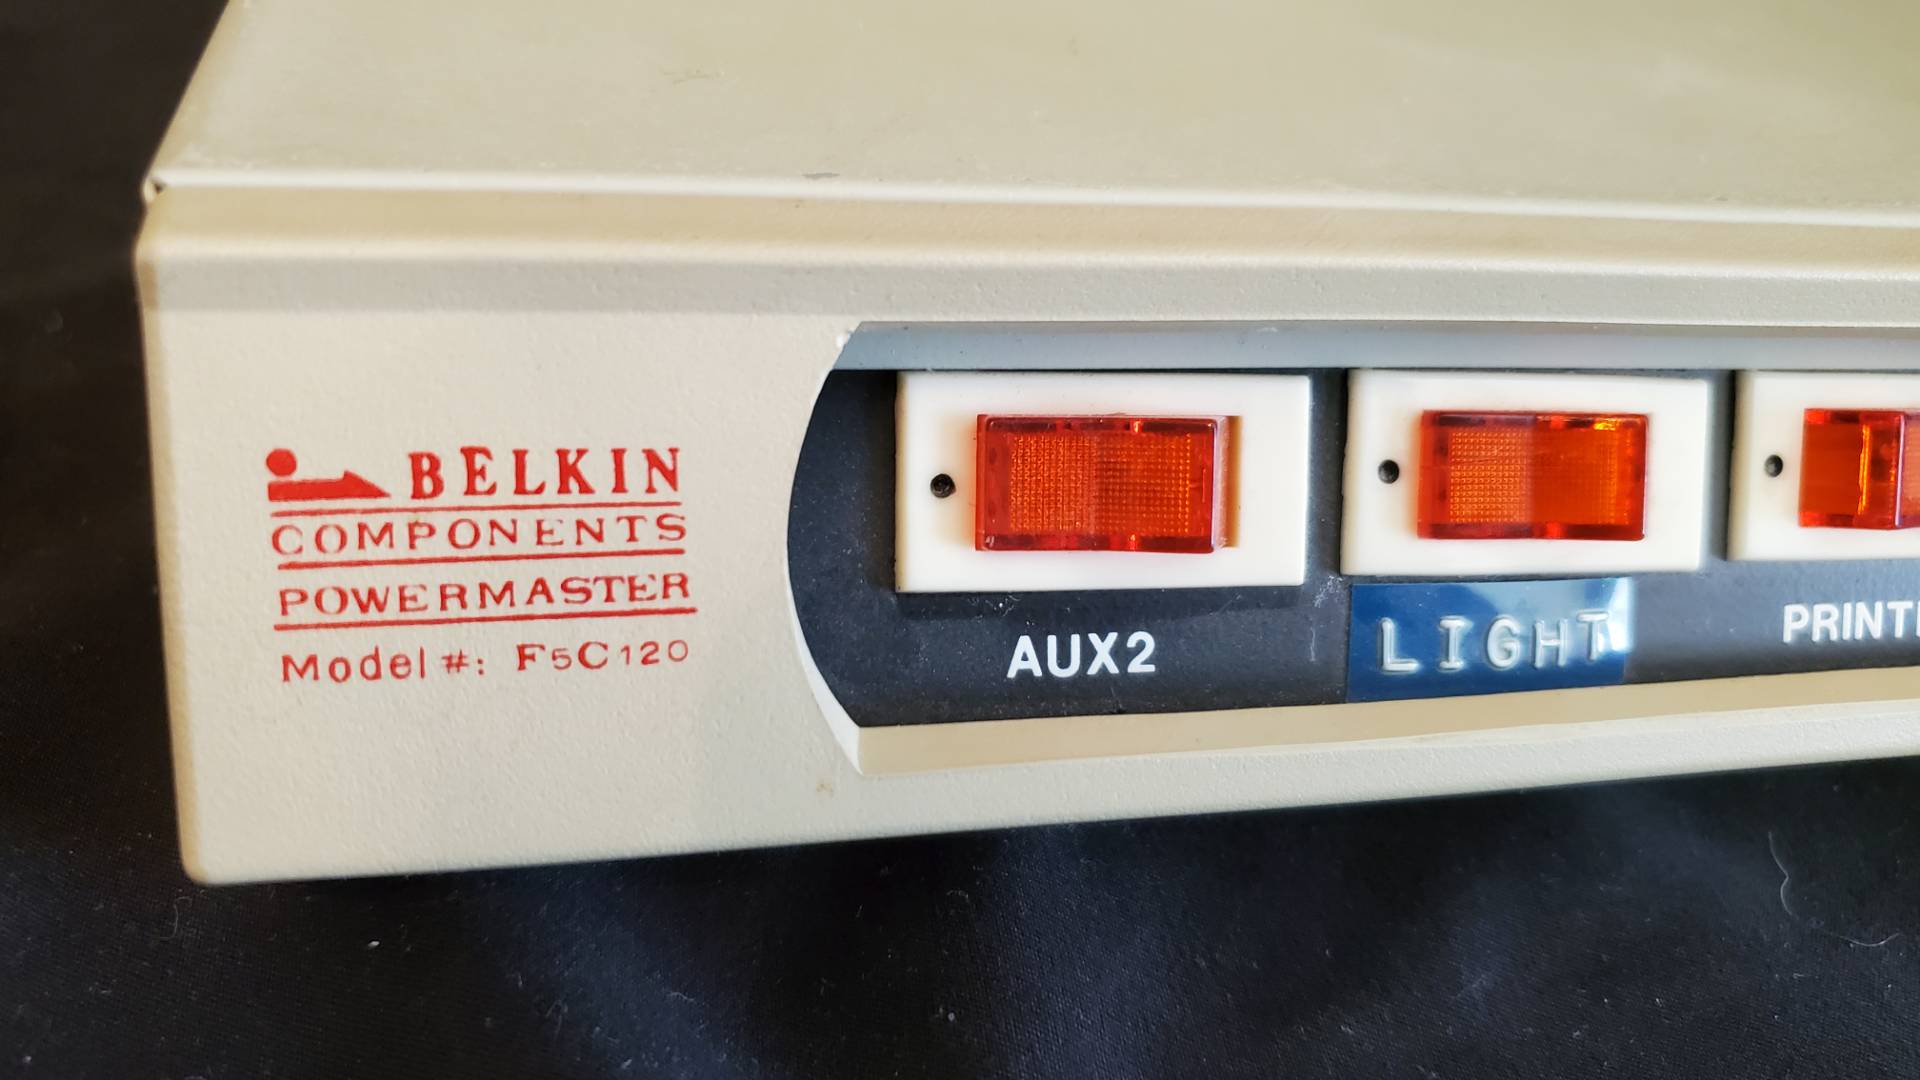 BELKIN
COMPONENTS
POWERMASTER
Model #: F5C120
AUX2
LIGHT